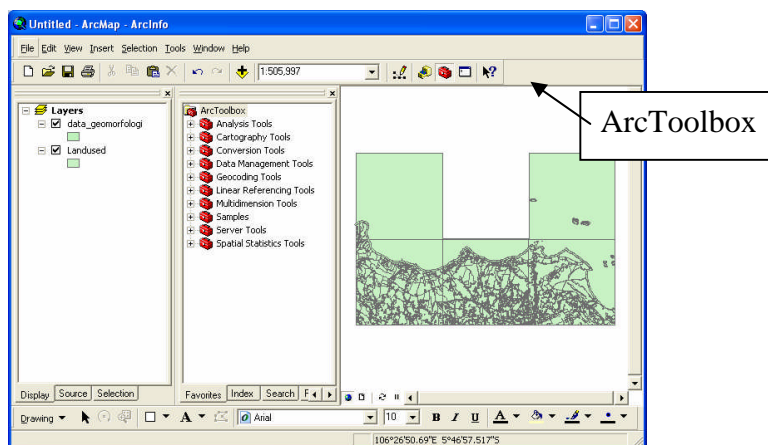 Untitled - ArcMap - ArcInfo
File Edit View Insert Selection Tools Window Help
1:505,997
Layers
data_geomorfologi
Landused
ArcToolbox
Analysis Tools
Cartography Tools
Conversion Tools
Data Management Tools
Geocoding Tools
Linear Referencing Tools
Multidimension Tools
Samples
Server Tools
Spatial Statistics Tools
ArcToolbox
Display Source Selection
Favorites Index Search F
Drawing A Arial 10 B I U A
106°26'50.69"E 5°46'57.517"S